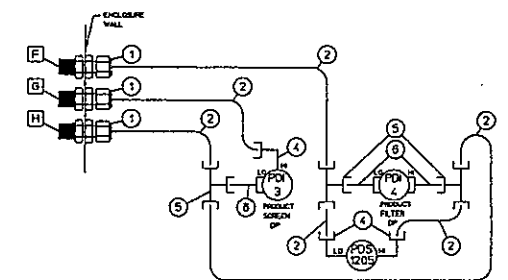 ENCLOSURE
WALL
F
1
2
G
1
2
H
1
2
4
5
6
2
LO
HI
PDI
3
LO
HI
PDI
4
5
6
PRODUCT
SCREEN
DP
PRODUCT
FILTER
DP
2
4
2
LO
HI
PDS
1205